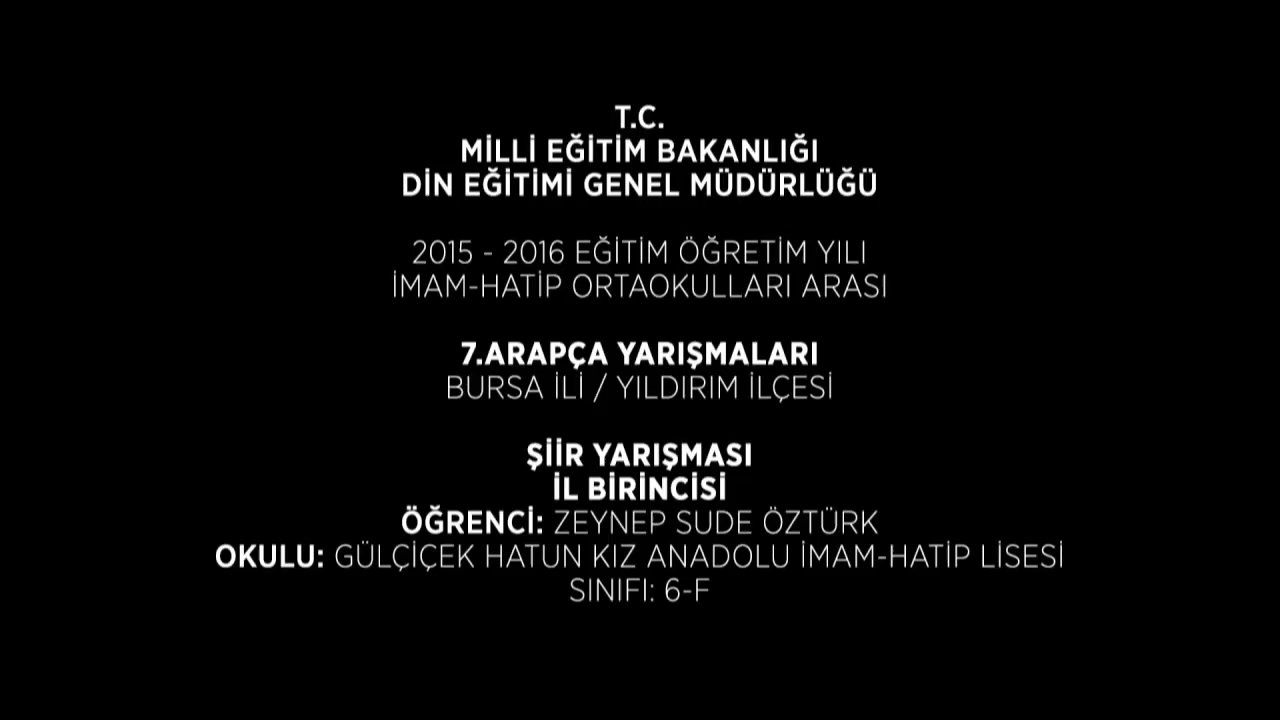 T.C.
MİLLİ EĞİTİM BAKANLIĞI
DİN EĞİTİMİ GENEL MÜDÜRLÜĞÜ
2015 - 2016 EĞİTİM ÖĞRETİM YILI
İMAM-HATİP ORTAOKULLARI ARASI
7.ARAPÇA YARIŞMALARI
BURSA İLİ / YILDIRIM İLÇESİ
ŞİİR YARIŞMASI
İL BİRİNCİSİ
ÖĞRENCİ: ZEYNEP SUDE ÖZTÜRK
OKULU: GÜLÇİÇEK HATUN KIZ ANADOLU İMAM-HATİP LİSESİ
SINIFI: 6-F